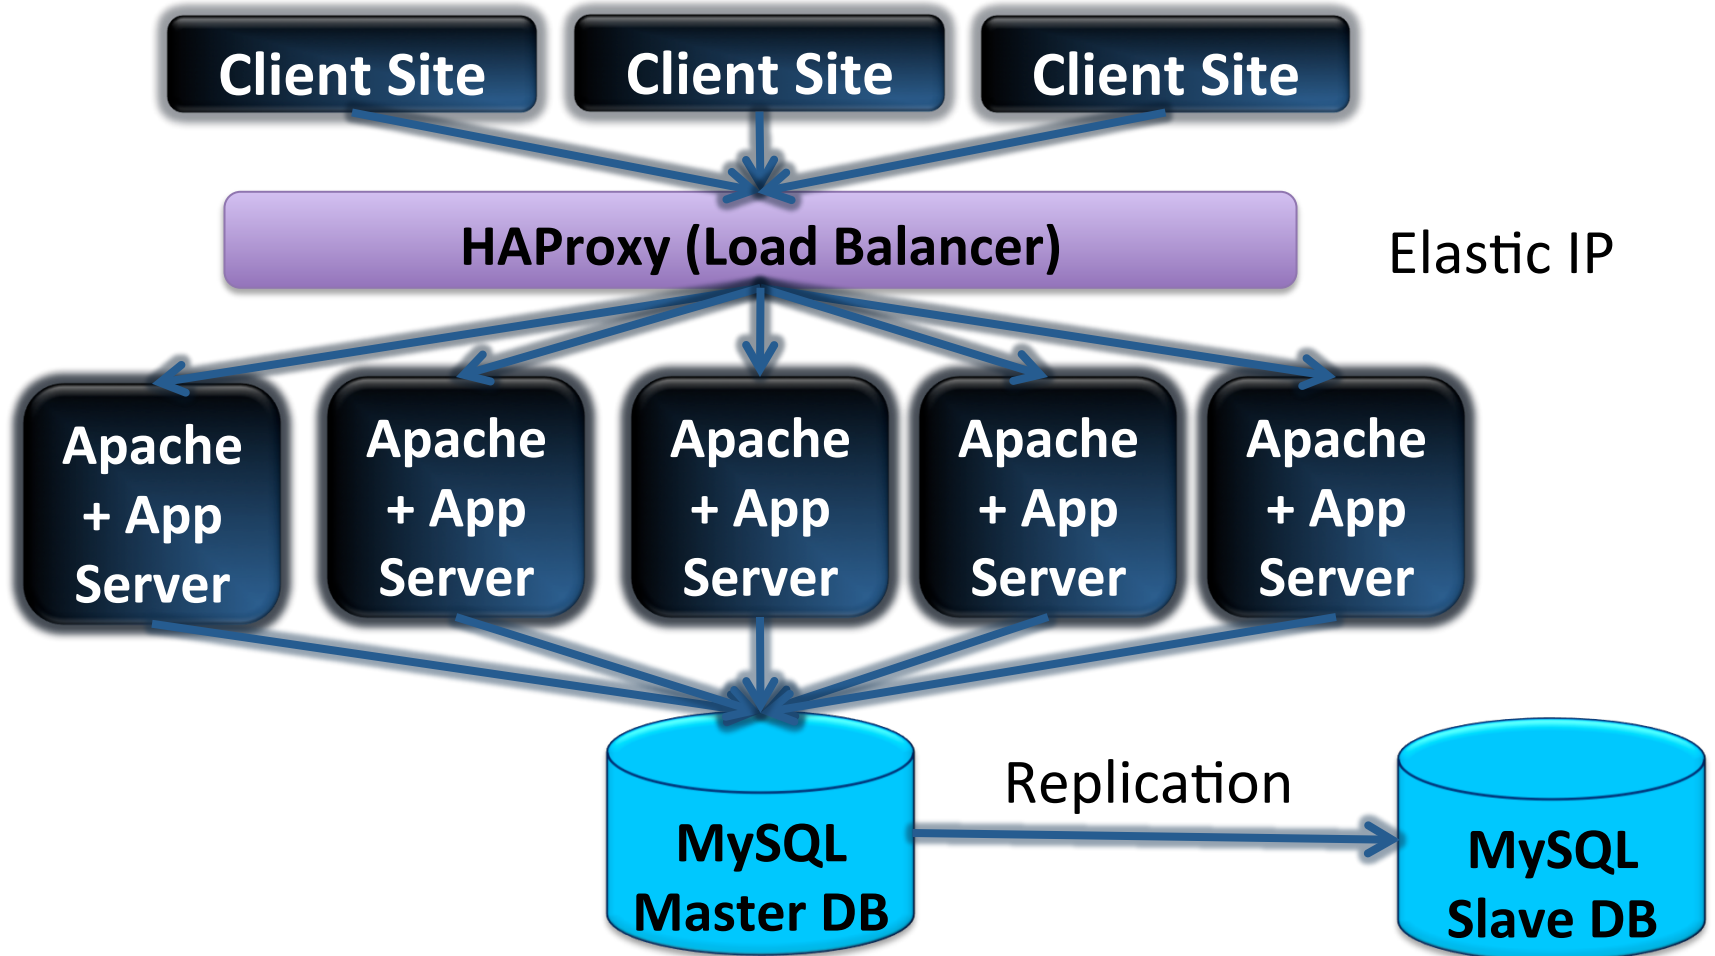 Client Site
Client Site
Client Site
HAProxy (Load Balancer)
Elastic IP
Apache
+ App
Server
Apache
+ App
Server
Apache
+ App
Server
Apache
+ App
Server
Apache
+ App
Server
Replication
MySQL
Master DB
MySQL
Slave DB